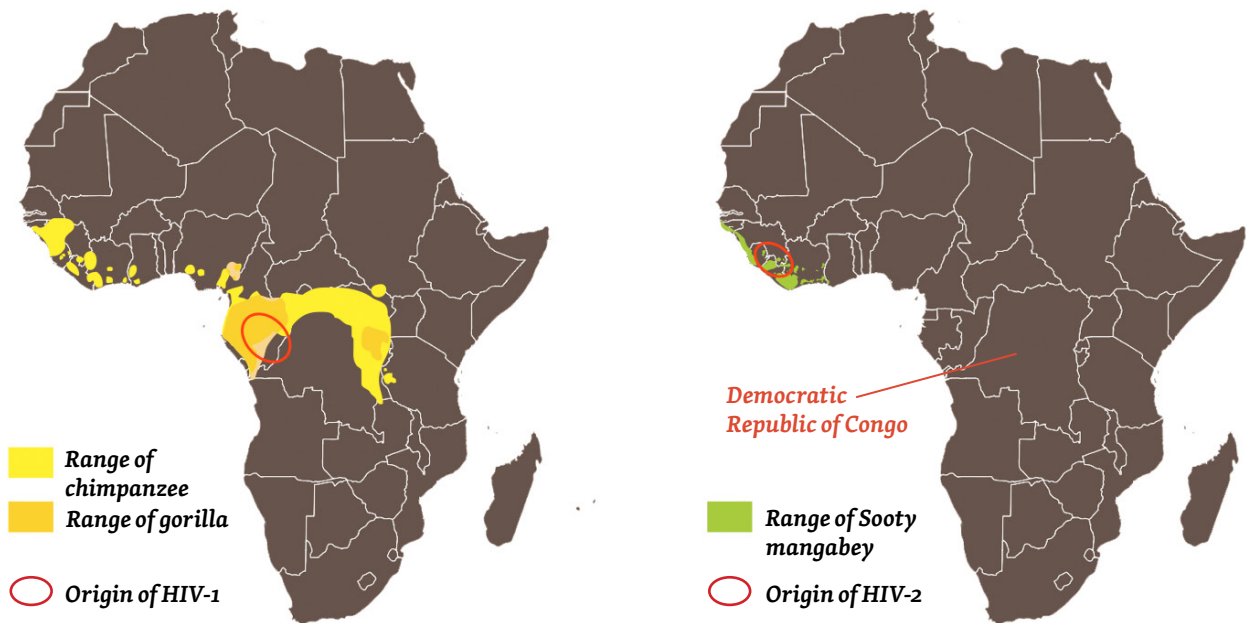 Range of
chimpanzee
Range of gorilla
Origin of HIV-1
Democratic
Republic of Congo
Range of Sooty
mangabey
Origin of HIV-2